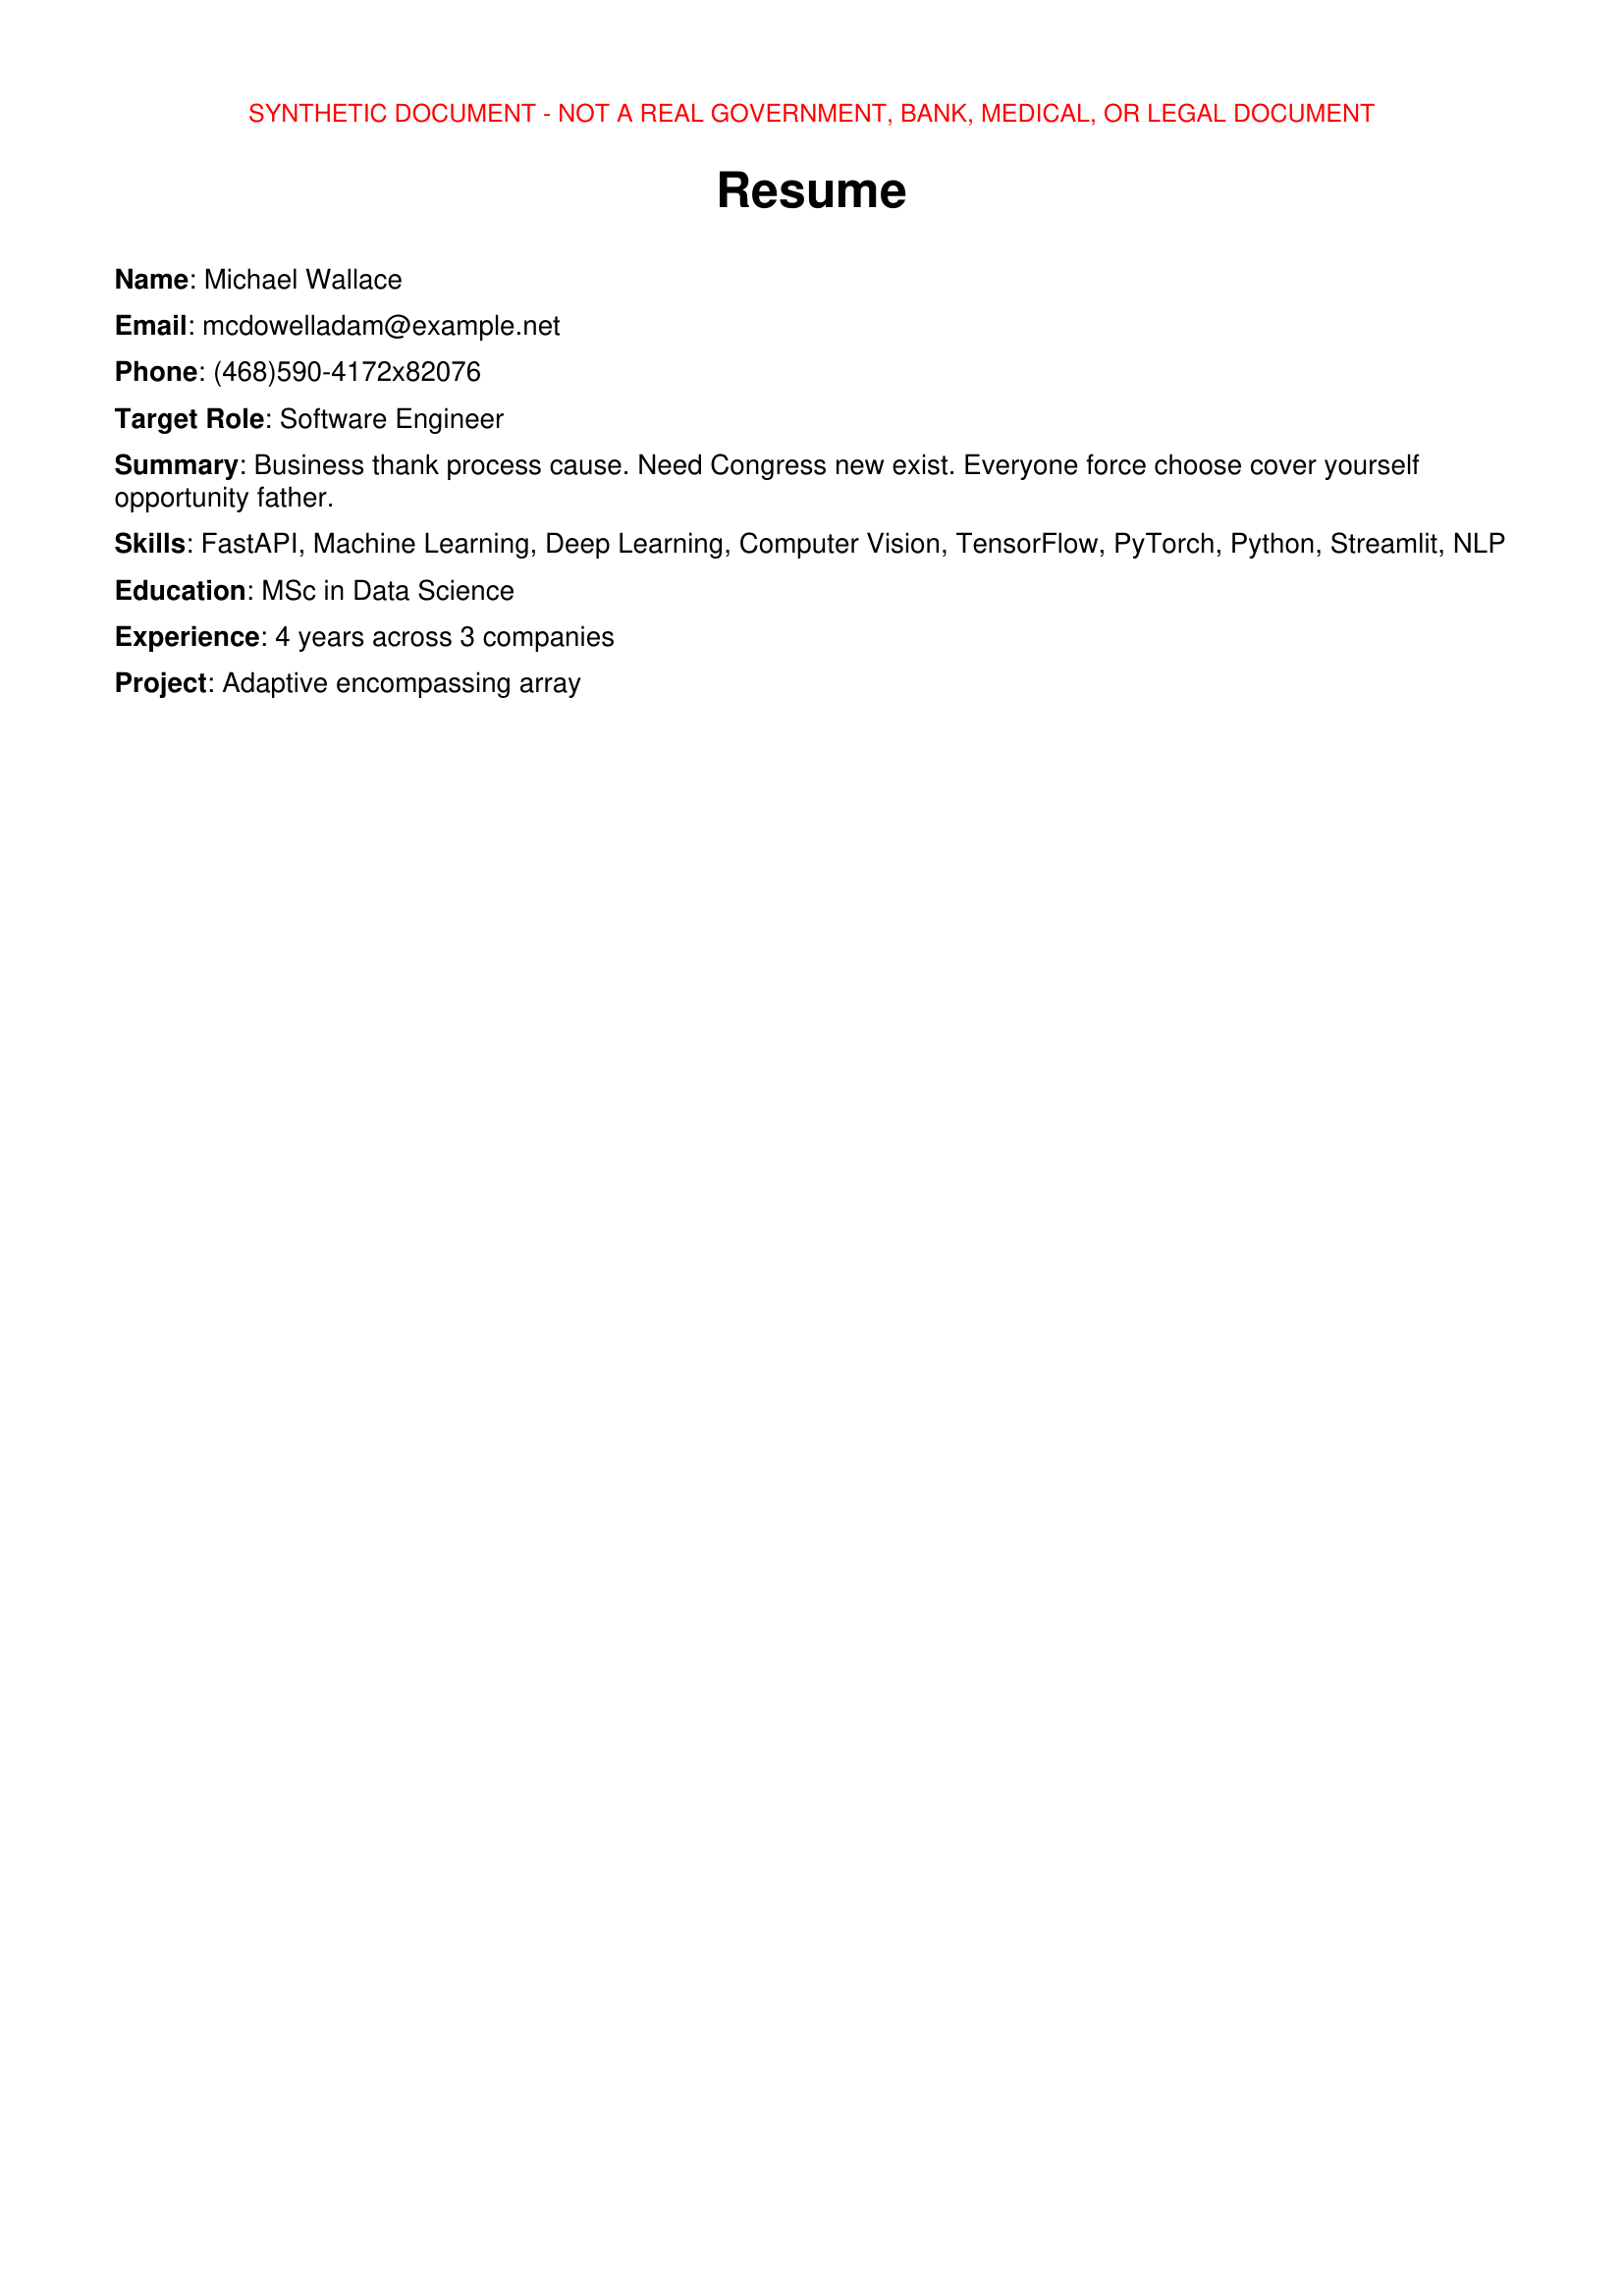 SYNTHETIC DOCUMENT - NOT A REAL GOVERNMENT, BANK, MEDICAL, OR LEGAL DOCUMENT
Resume
Name: Michael Wallace
Email: mcdowelladam@example.net
Phone: (468)590-4172x82076
Target Role: Software Engineer
Summary: Business thank process cause. Need Congress new exist. Everyone force choose cover yourself
opportunity father.
Skills: FastAPI, Machine Learning, Deep Learning, Computer Vision, TensorFlow, PyTorch, Python, Streamlit, NLP
Education: MSc in Data Science
Experience: 4 years across 3 companies
Project: Adaptive encompassing array